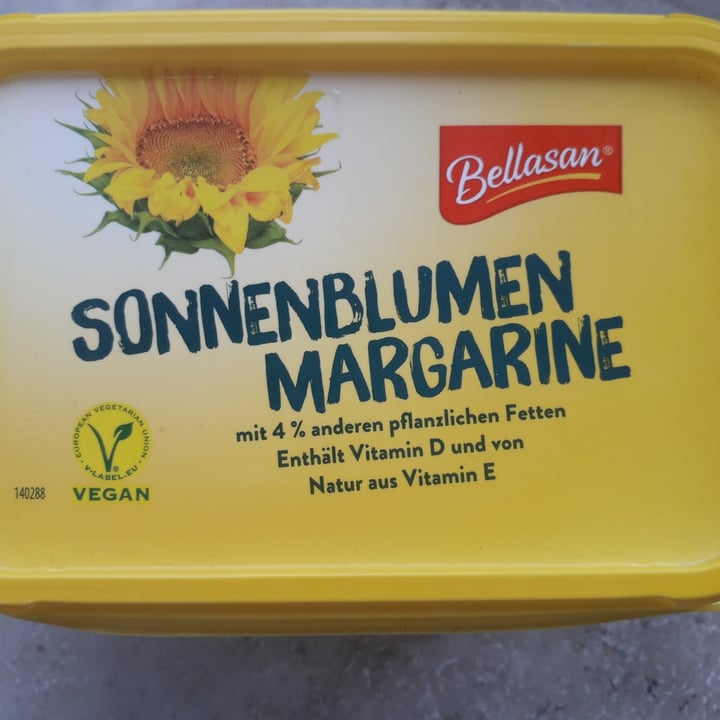 Bellasan®
SONNENBLUMEN
MARGARINE
mit 4 % anderen pflanzlichen Fetten
Enthält Vitamin D und von
Natur aus Vitamin E
EUROPEAN VEGETARIAN UNION
V-LABEL.EU
VEGAN
140288